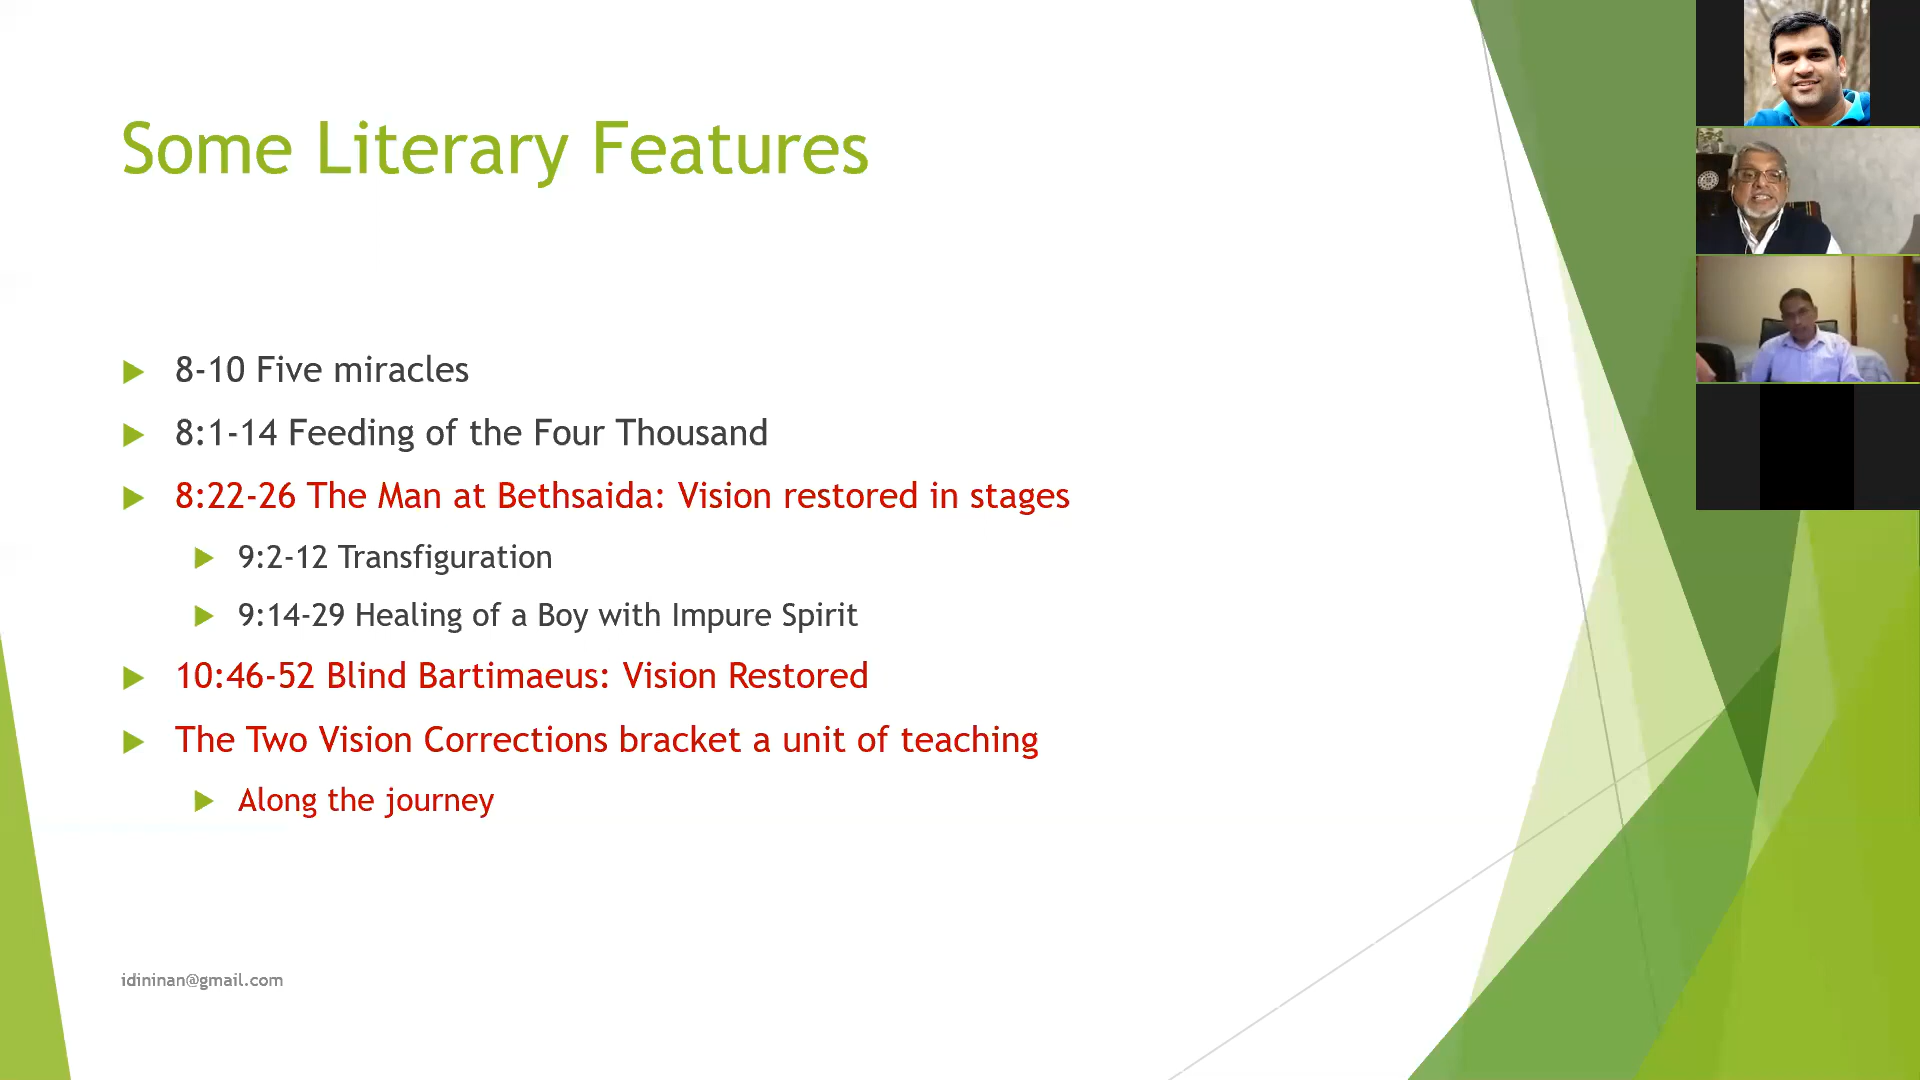 Some Literary Features
8-10 Five miracles
8:1-14 Feeding of the Four Thousand
8:22-26 The Man at Bethsaida: Vision restored in stages
9:2-12 Transfiguration
9:14-29 Healing of a Boy with Impure Spirit
10:46-52 Blind Bartimaeus: Vision Restored
The Two Vision Corrections bracket a unit of teaching
Along the journey
idininan@gmail.com